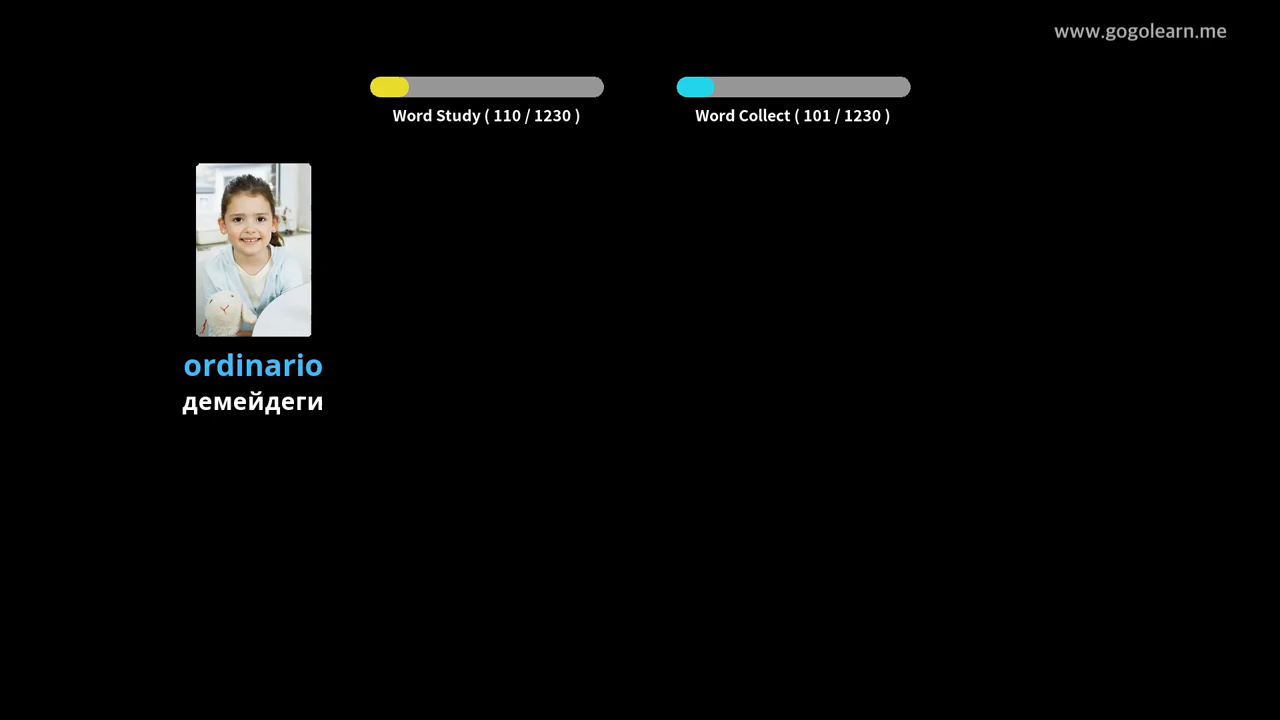 www.gogolearn.me
Word Study ( 110 / 1230 )
Word Collect ( 101 / 1230 )
ordinario
демейдеги